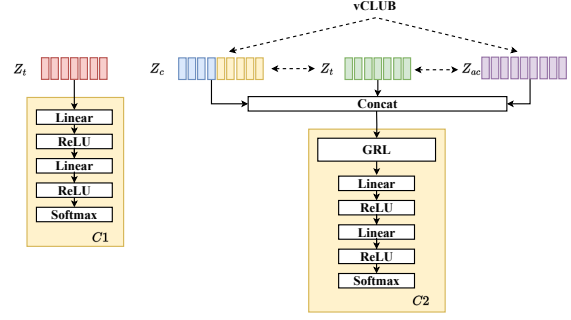 vCLUB
Z_t
Z_c
Z_t
Z_ac
Concat
Linear
ReLU
Linear
ReLU
Softmax
C1
GRL
Linear
ReLU
Linear
ReLU
Softmax
C2